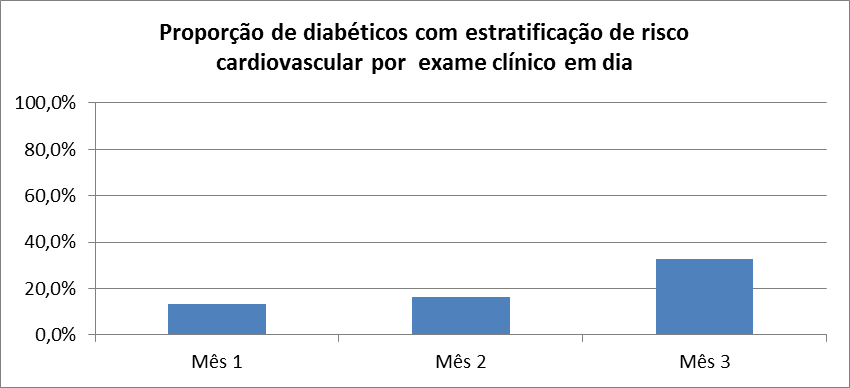 Proporção de diabéticos com estratificação de risco
cardiovascular por  exame clínico em dia
100,0%
80,0%
60,0%
40,0%
20,0%
0,0%
Mês 1
Mês 2
Mês 3